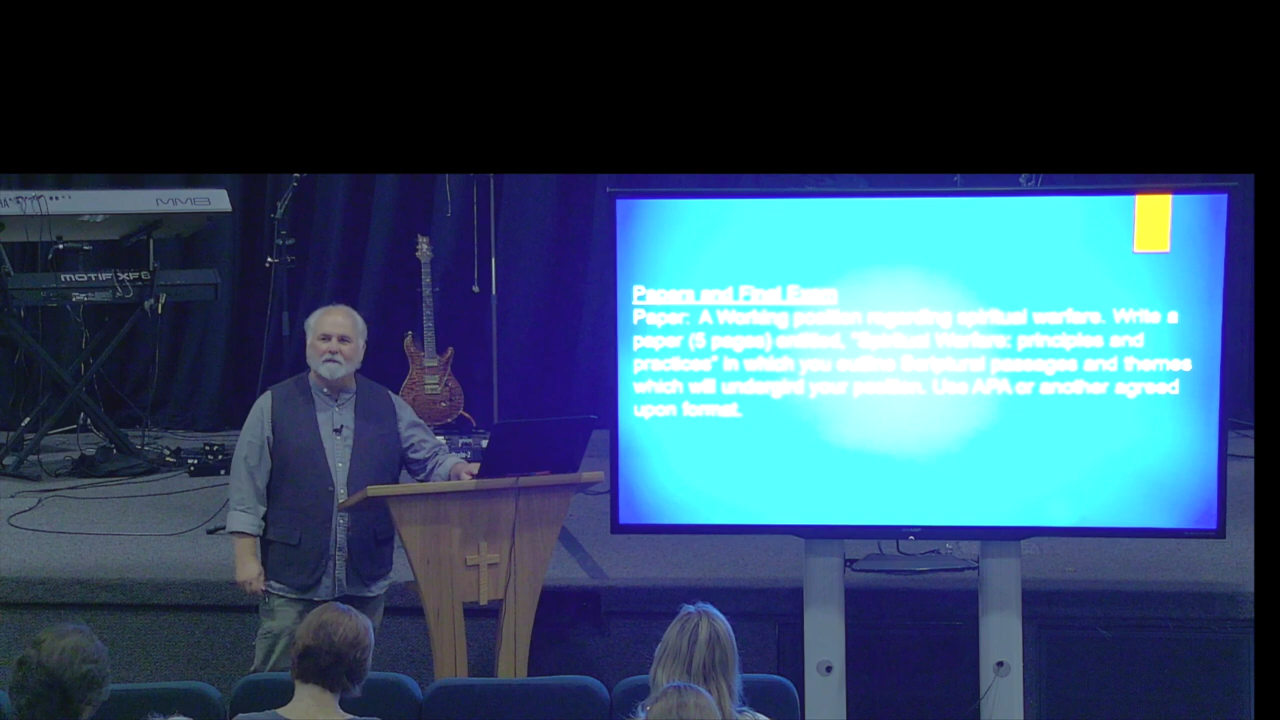 MM8
MOTIF XF8
Papers and Final Exam
Paper: A Working position regarding spiritual warfare. Write a
paper (5 pages) entitled, "Spiritual Warfare: principles and
practices" in which you Scriptural passages and themes
which will undergird your position. Use APA or another agreed
upon format.